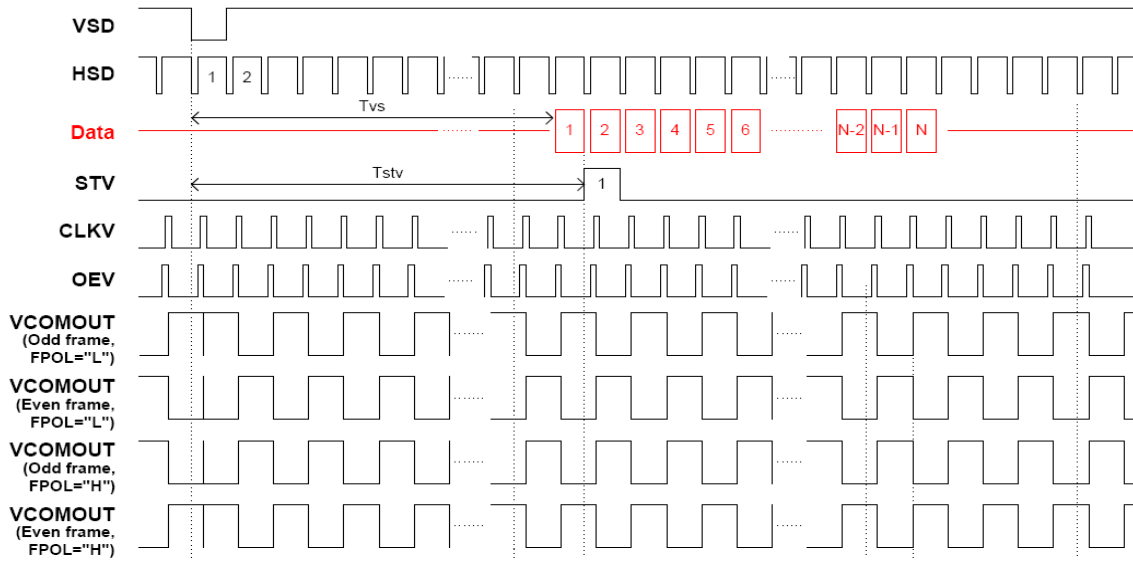 VSD
HSD 1 2
Tvs
Data 1 2 3 4 5 6 N-2 N-1 N
Tstv
STV 1
CLKV
OEV
VCOMOUT
(Odd frame,
FPOL="L")
VCOMOUT
(Even frame,
FPOL="L")
VCOMOUT
(Odd frame,
FPOL="H")
VCOMOUT
(Even frame,
FPOL="H")